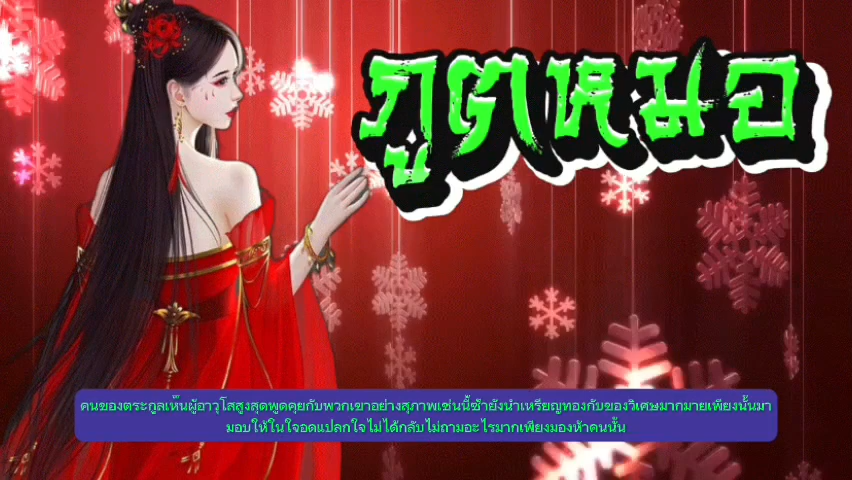 ภูตหมอ
คนของตระกูลเห็นผู้อาวุโสสูงสุดพูดคุยกับพวกเขาอย่างสุภาพเช่นนี้ซ้ำยังนำเหรียญทองกับของวิเศษมากมายเพียงนั้นมา
มอบให้ในใจอดแปลกใจไม่ได้กลับไม่ถามอะไรมากเพียงมองห้าคนนั้น